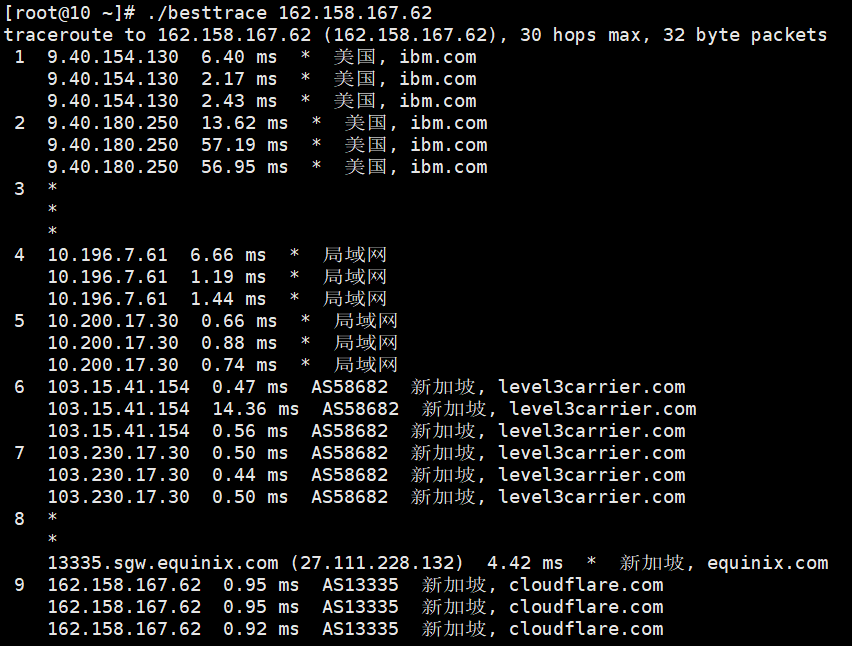 [root@10 ~]# ./besttrace 162.158.167.62
traceroute to 162.158.167.62 (162.158.167.62), 30 hops max, 32 byte packets
 1  9.40.154.130  6.40 ms  *  美国, ibm.com
    9.40.154.130  2.17 ms  *  美国, ibm.com
    9.40.154.130  2.43 ms  *  美国, ibm.com
 2  9.40.180.250  13.62 ms  *  美国, ibm.com
    9.40.180.250  57.19 ms  *  美国, ibm.com
    9.40.180.250  56.95 ms  *  美国, ibm.com
 3  *
    *
    *
 4  10.196.7.61  6.66 ms  *  局域网
    10.196.7.61  1.19 ms  *  局域网
    10.196.7.61  1.44 ms  *  局域网
 5  10.200.17.30  0.66 ms  *  局域网
    10.200.17.30  0.88 ms  *  局域网
    10.200.17.30  0.74 ms  *  局域网
 6  103.15.41.154  0.47 ms  AS58682  新加坡, level3carrier.com
    103.15.41.154  14.36 ms  AS58682  新加坡, level3carrier.com
    103.15.41.154  0.56 ms  AS58682  新加坡, level3carrier.com
 7  103.230.17.30  0.50 ms  AS58682  新加坡, level3carrier.com
    103.230.17.30  0.44 ms  AS58682  新加坡, level3carrier.com
    103.230.17.30  0.50 ms  AS58682  新加坡, level3carrier.com
 8  *
    *
    13335.sgw.equinix.com (27.111.228.132)  4.42 ms  *  新加坡, equinix.com
 9  162.158.167.62  0.95 ms  AS13335  新加坡, cloudflare.com
    162.158.167.62  0.95 ms  AS13335  新加坡, cloudflare.com
    162.158.167.62  0.92 ms  AS13335  新加坡, cloudflare.com